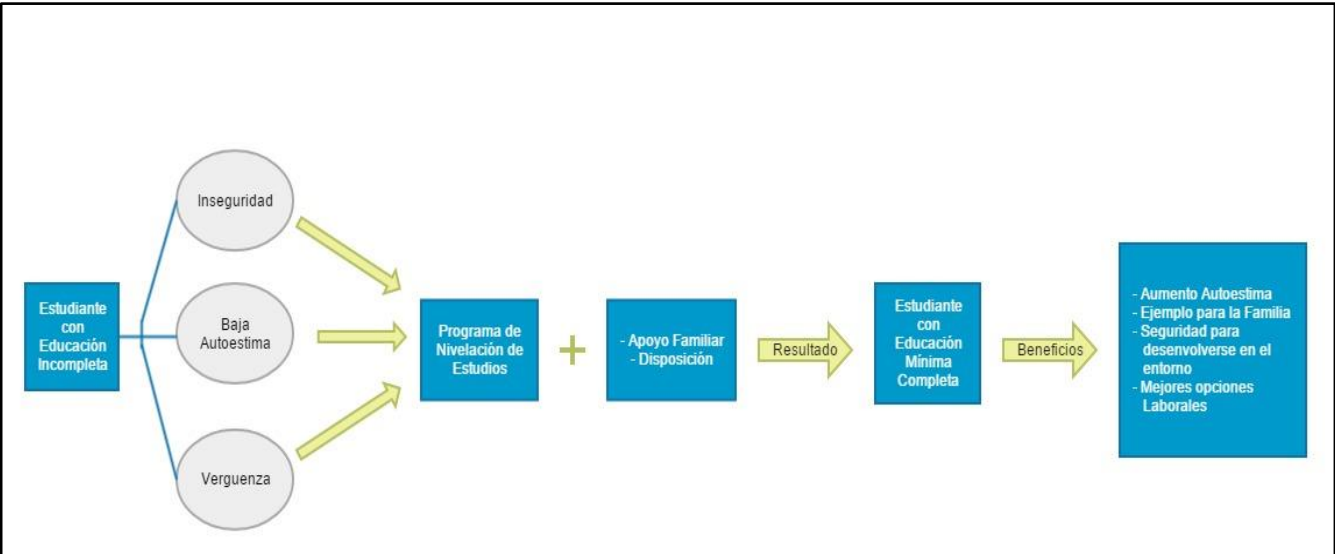 Estudiante
con
Educación
Incompleta
Inseguridad
Baja
Autoestima
Verguenza
Programa de
Nivelación de
Estudios
+
- Apoyo Familiar
- Disposición
Resultado
Estudiante
con
Educación
Mínima
Completa
Beneficios
- Aumento Autoestima
- Ejemplo para la Familia
- Seguridad para
desenvolverse en el
entorno
- Mejores opciones
Laborales